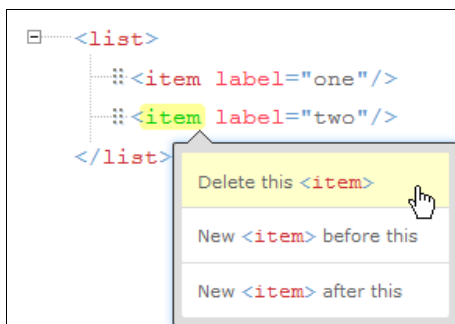 <list>
<item label="one"/>
<item label="two"/>
</list>
Delete this <item>
New <item> before this
New <item> after this